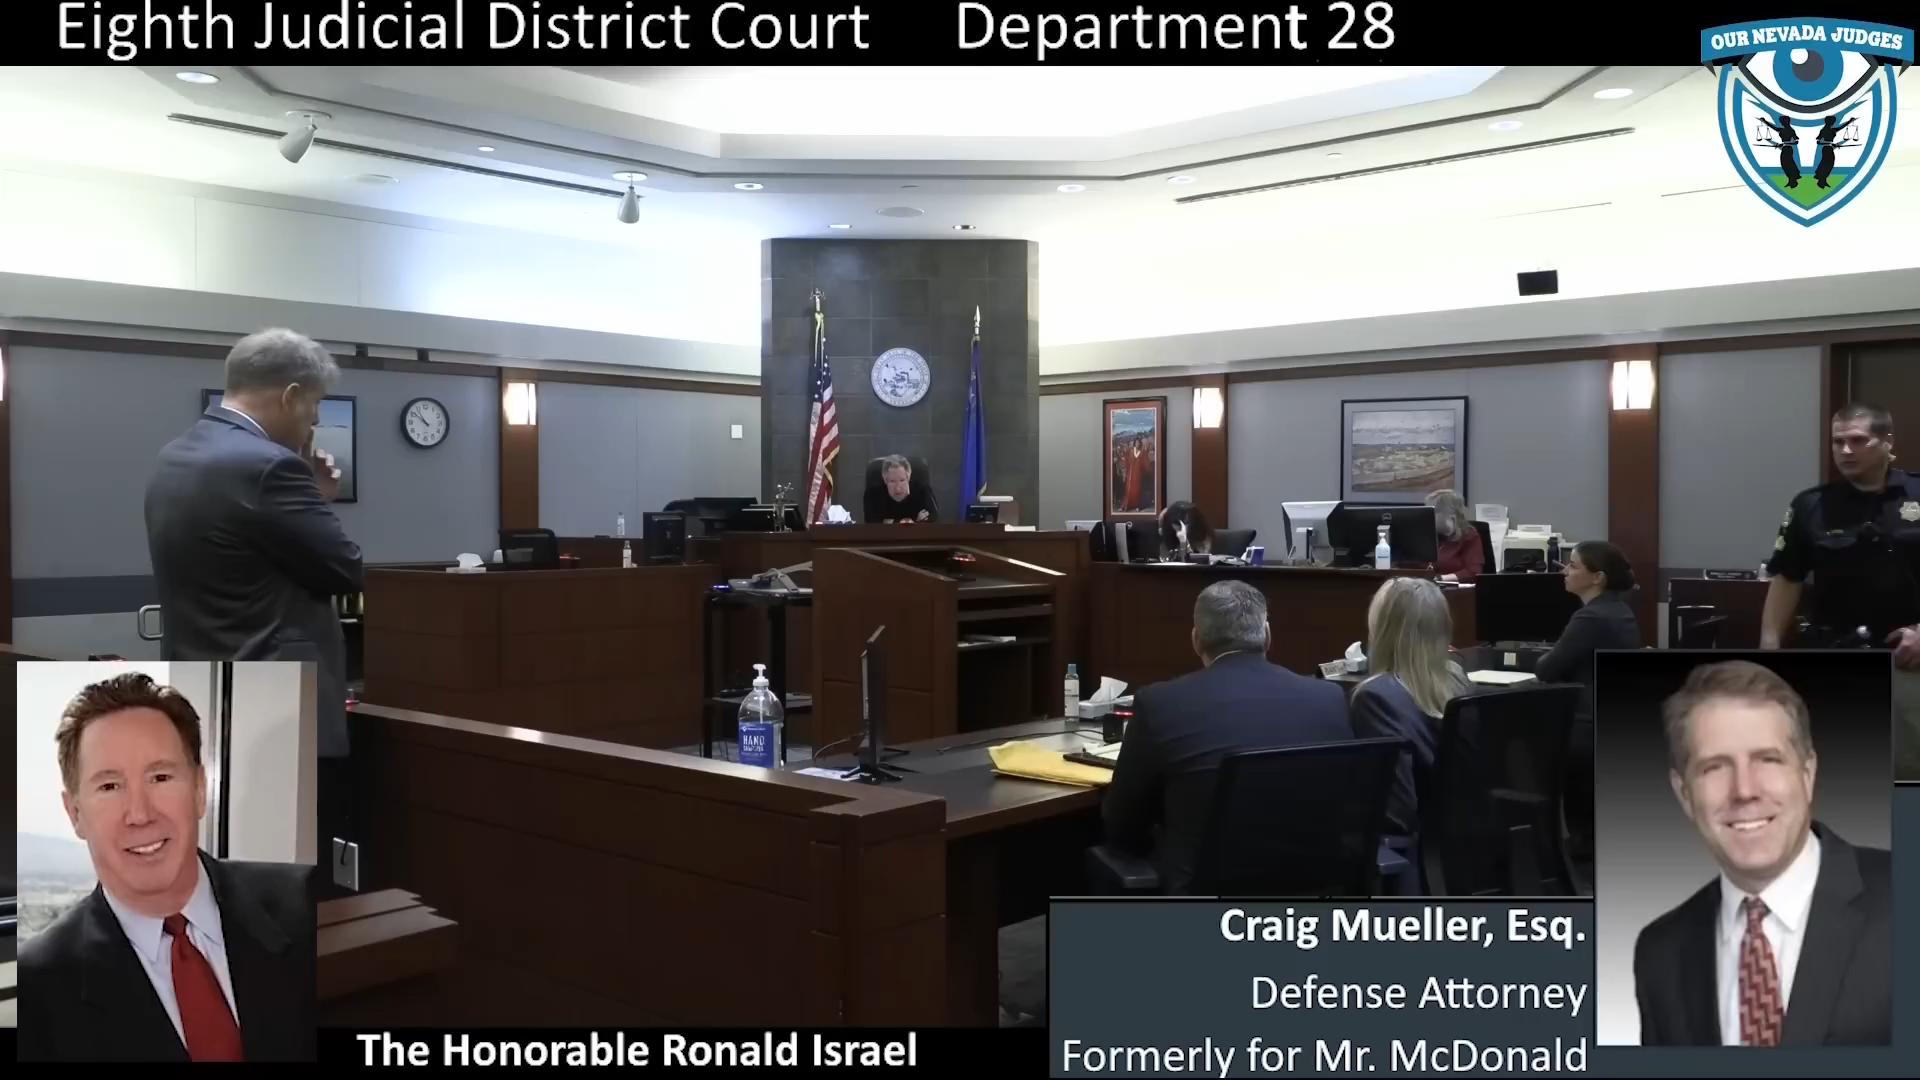 Eighth Judicial District Court Department 28
OUR NEVADA JUDGES
HAND
Craig Mueller, Esq.
Defense Attorney
The Honorable Ronald Israel
Formerly for Mr. McDonald